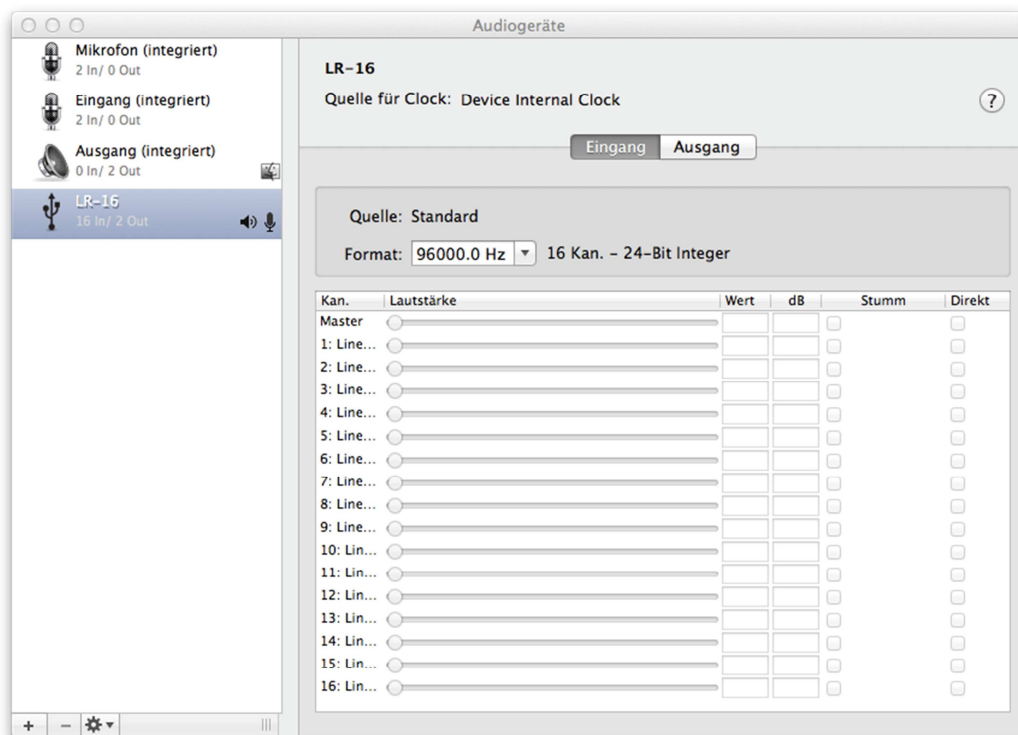 Audiogeräte
Mikrofon (integriert)
2 In/ 0 Out
Eingang (integriert)
2 In/ 0 Out
Ausgang (integriert)
0 In/ 2 Out
LR-16
16 In/ 2 Out
LR-16
Quelle für Clock: Device Internal Clock
?
Eingang Ausgang
Quelle: Standard
Format: 96000.0 Hz 16 Kan. - 24-Bit Integer
Kan. Lautstärke Wert dB Stumm Direkt
Master
1: Line...
2: Line...
3: Line...
4: Line...
5: Line...
6: Line...
7: Line...
8: Line...
9: Line...
10: Lin...
11: Lin...
12: Lin...
13: Lin...
14: Lin...
15: Lin...
16: Lin...